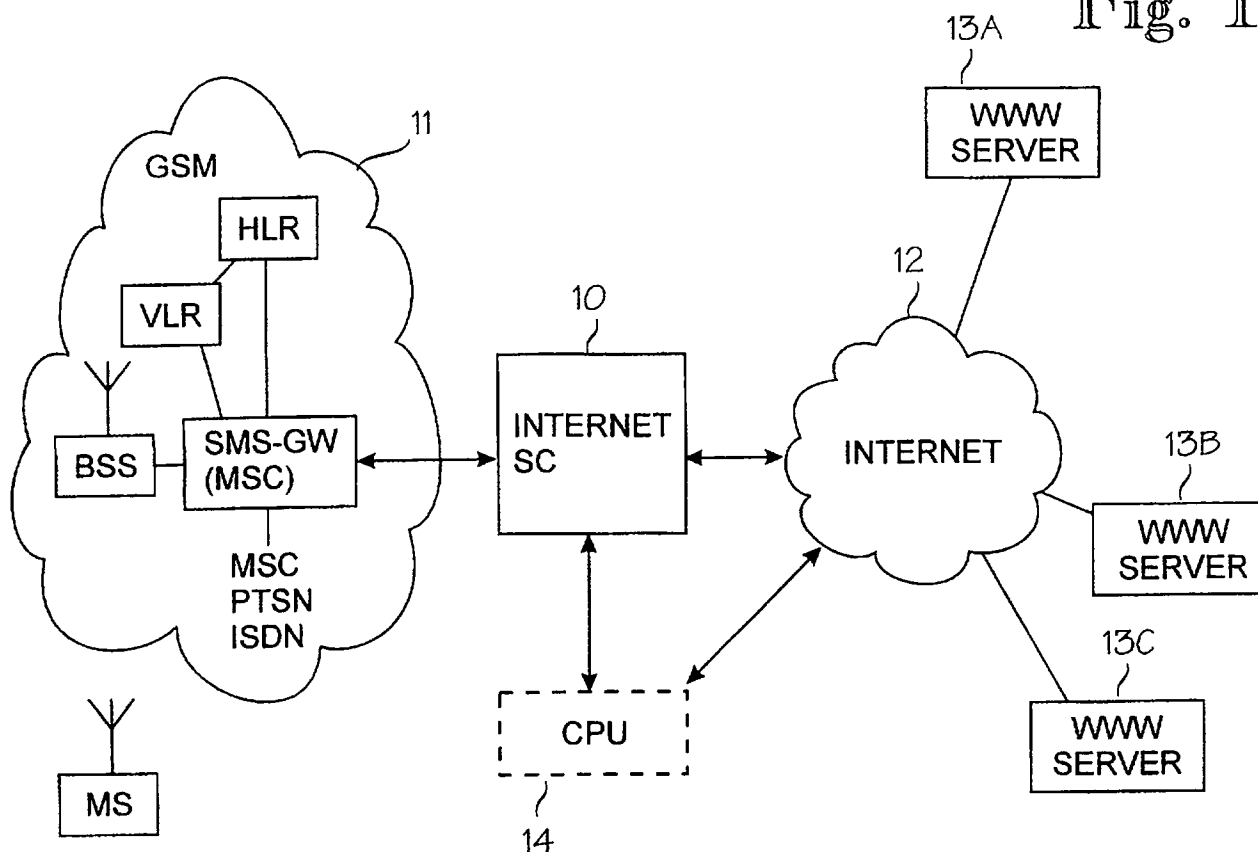 Fig. 1
13A
WWW
SERVER
11
GSM
HLR
VLR
12
10
BSS
SMS-GW
(MSC)
INTERNET
SC
INTERNET
13B
WWW
SERVER
MSC
PTSN
ISDN
13C
CPU
WWW
SERVER
MS
14